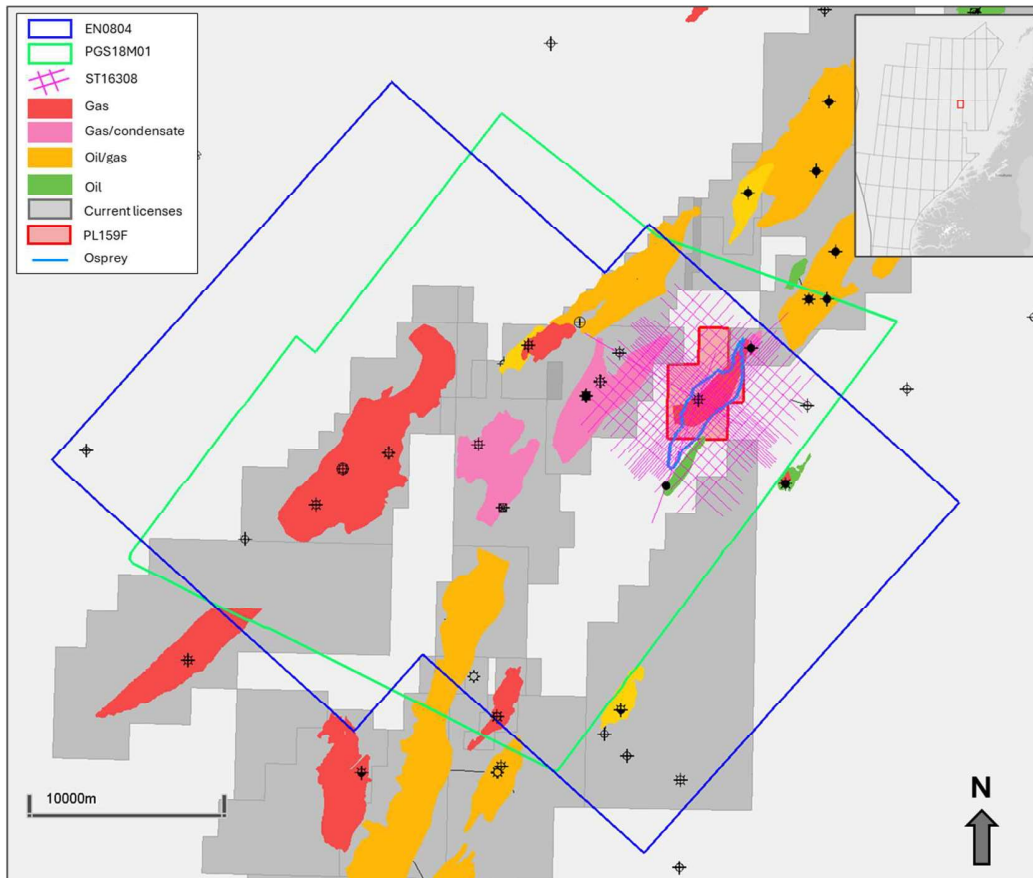 EN0804
PGS18M01
ST16308
Gas
Gas/condensate
Oil/gas
Oil
Current licenses
PL159F
Osprey
10000m
N